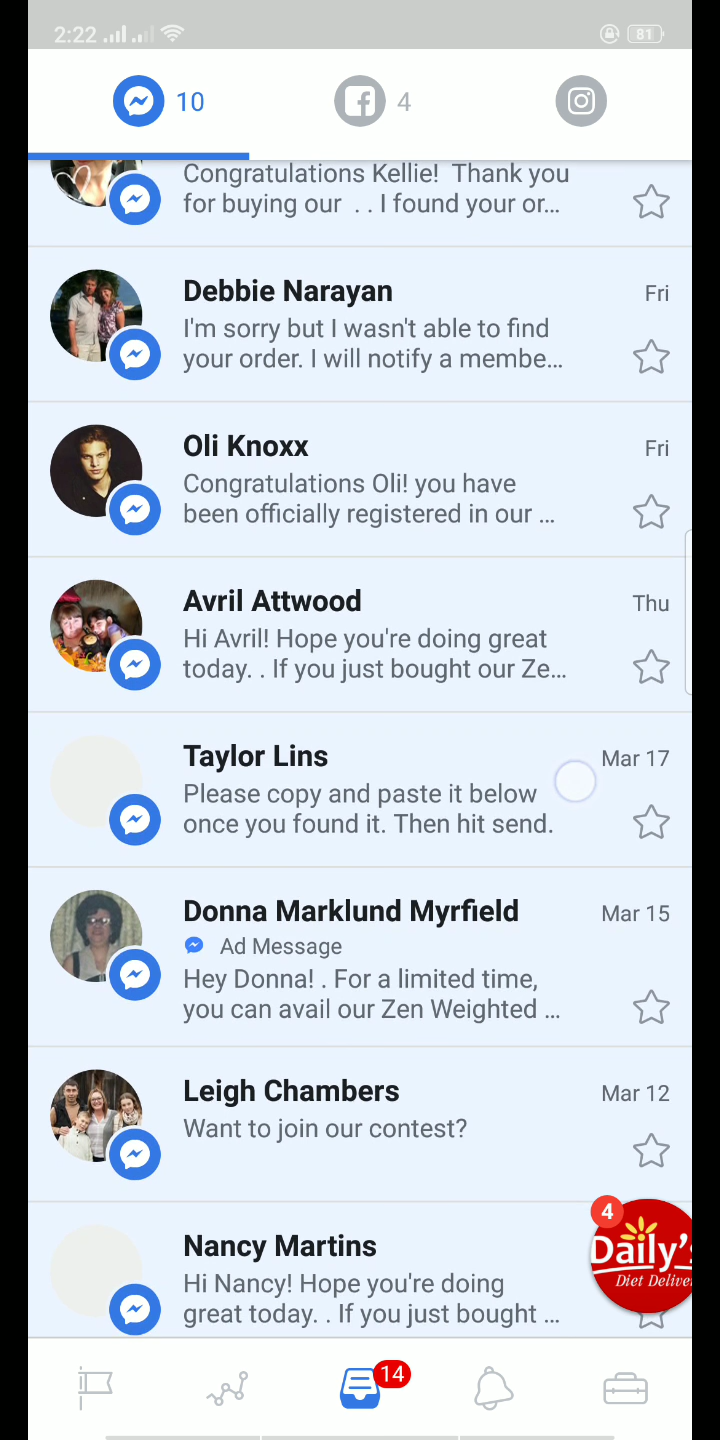 2:22
81
10
4
Congratulations Kellie! Thank you
for buying our . . I found your or...
Debbie Narayan
Fri
I'm sorry but I wasn't able to find
your order. I will notify a membe...
Oli Knoxx
Fri
Congratulations Oli! you have
been officially registered in our ...
Avril Attwood
Thu
Hi Avril! Hope you're doing great
today. . If you just bought our Ze...
Taylor Lins
Mar 17
Please copy and paste it below
once you found it. Then hit send.
Donna Marklund Myrfield
Mar 15
Ad Message
Hey Donna! . For a limited time,
you can avail our Zen Weighted ...
Leigh Chambers
Mar 12
Want to join our contest?
4
Daily's
Diet Delive
Nancy Martins
Hi Nancy! Hope you're doing
great today. . If you just bought ...
14